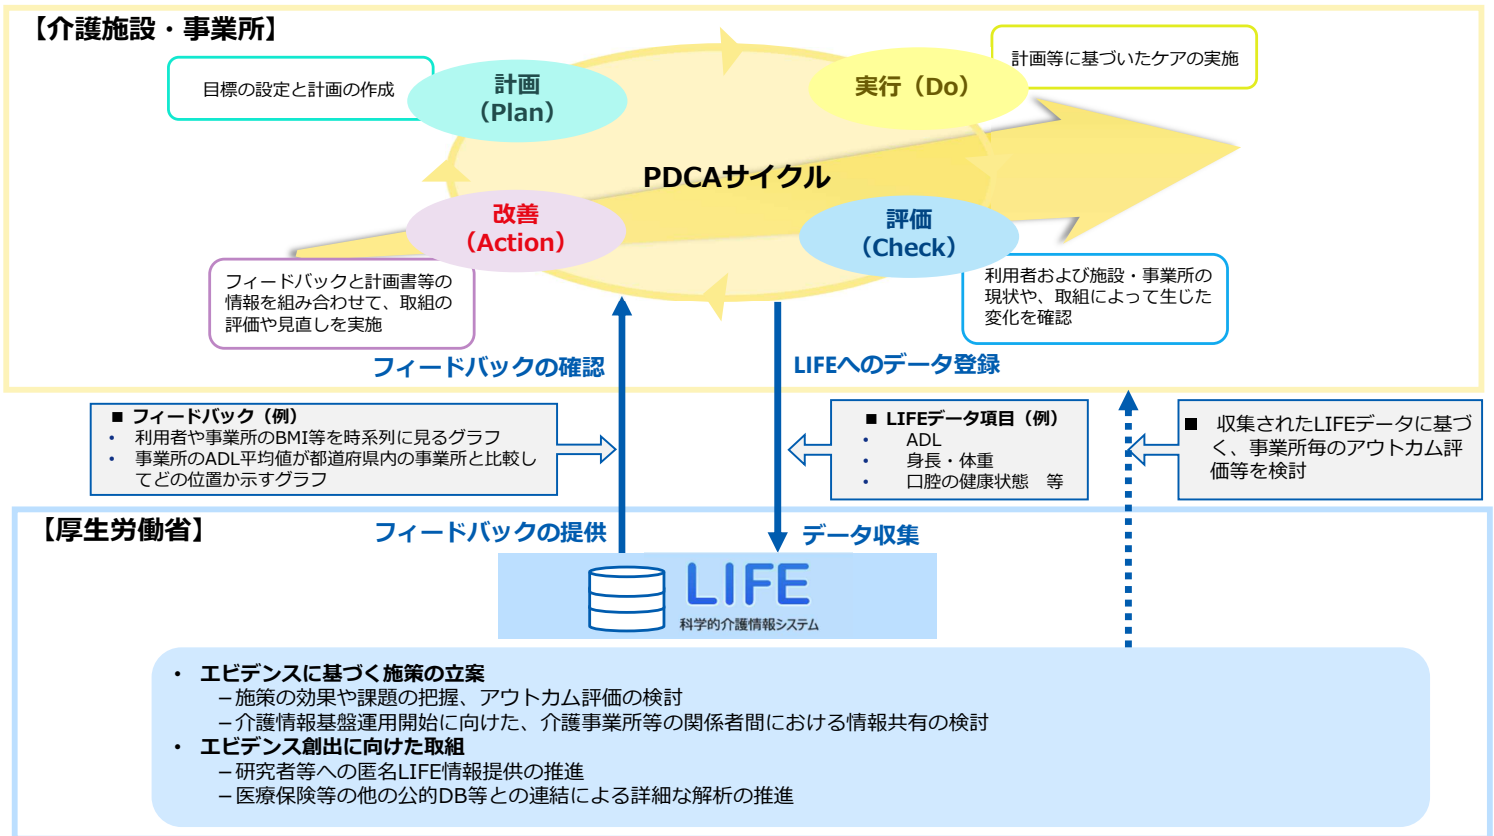 【介護施設・事業所】
目標の設定と計画の作成
計画
（Plan）
実行（Do）
計画等に基づいたケアの実施
PDCAサイクル
改善
（Action）
評価
（Check）
フィードバックと計画書等の
情報を組み合わせて、取組の
評価や見直しを実施
利用者および施設・事業所の
現状や、取組によって生じた
変化を確認
フィードバックの確認
LIFEへのデータ登録
■ フィードバック（例）
• 利用者や事業所のBMI等を時系列に見るグラフ
• 事業所のADL平均値が都道府県内の事業所と比較し
てどの位置か示すグラフ
■ LIFEデータ項目（例）
• ADL
• 身長・体重
• 口腔の健康状態　等
■ 収集されたLIFEデータに基づ
く、事業所毎のアウトカム評
価等を検討
【厚生労働省】
フィードバックの提供
データ収集
LIFE
科学的介護情報システム
• エビデンスに基づく施策の立案
－施策の効果や課題の把握、アウトカム評価の検討
－介護情報基盤運用開始に向けた、介護事業所等の関係者間における情報共有の検討
• エビデンス創出に向けた取組
－研究者等への匿名LIFE情報提供の推進
－医療保険等の他の公的DB等との連結による詳細な解析の推進